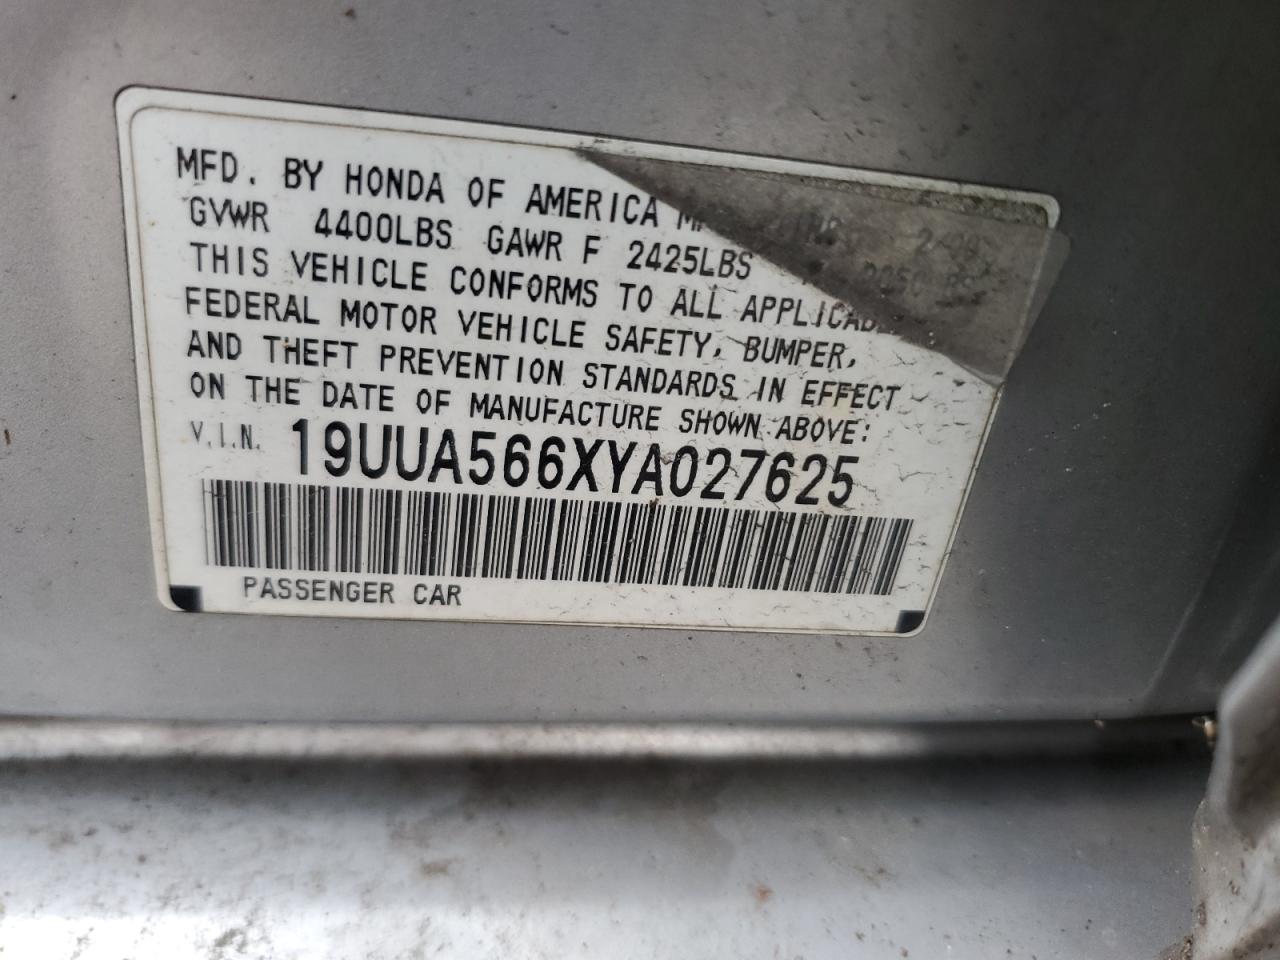 MFD. BY HONDA OF AMERICA
GVWR 4400LBS GAWR F 2425LBS
THIS VEHICLE CONFORMS TO ALL
FEDERAL MOTOR VEHICLE SAFETY, BUMPER,
AND THEFT PREVENTION STANDARDS IN EFFECT
ON THE DATE OF MANUFACTURE SHOWN ABOVE:
V.I.N. 19UUA566XYA027625
PASSENGER CAR